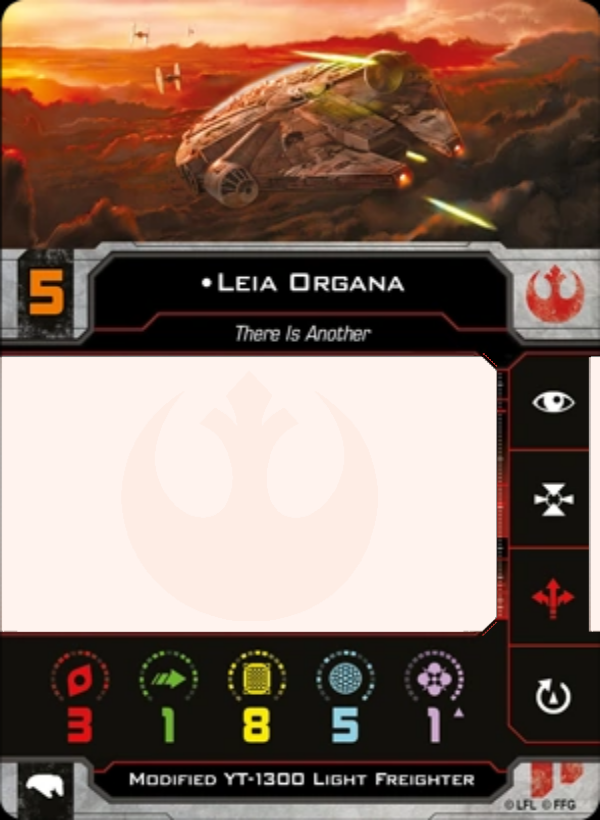 5
•Leia Organa
There Is Another
3 1 8 5 1
Modified YT-1300 Light Freighter
©LFL ©FFG